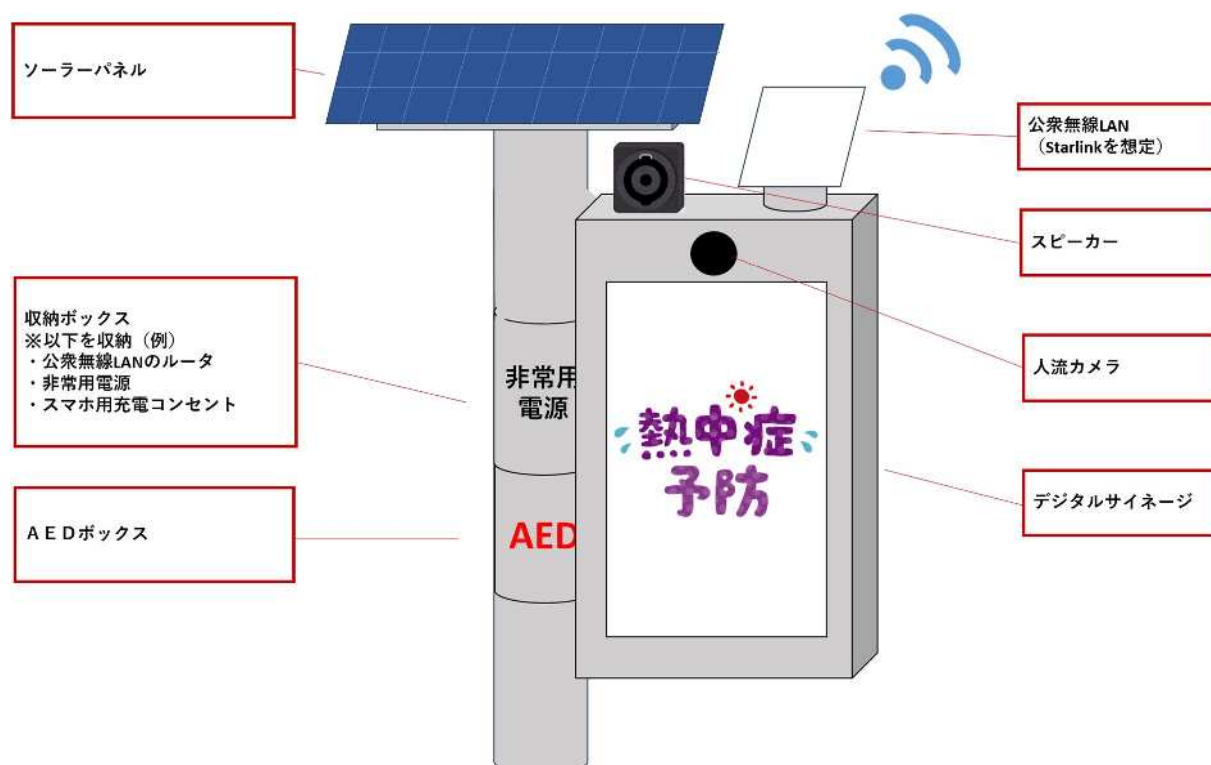 ソーラーパネル
公衆無線LAN
（Starlinkを想定）
スピーカー
収納ボックス
※以下を収納（例）
・公衆無線LANのルータ
・非常用電源
・スマホ用充電コンセント
人流カメラ
非常用
電源
熱中症
予防
デジタルサイネージ
ＡＥＤボックス
AED